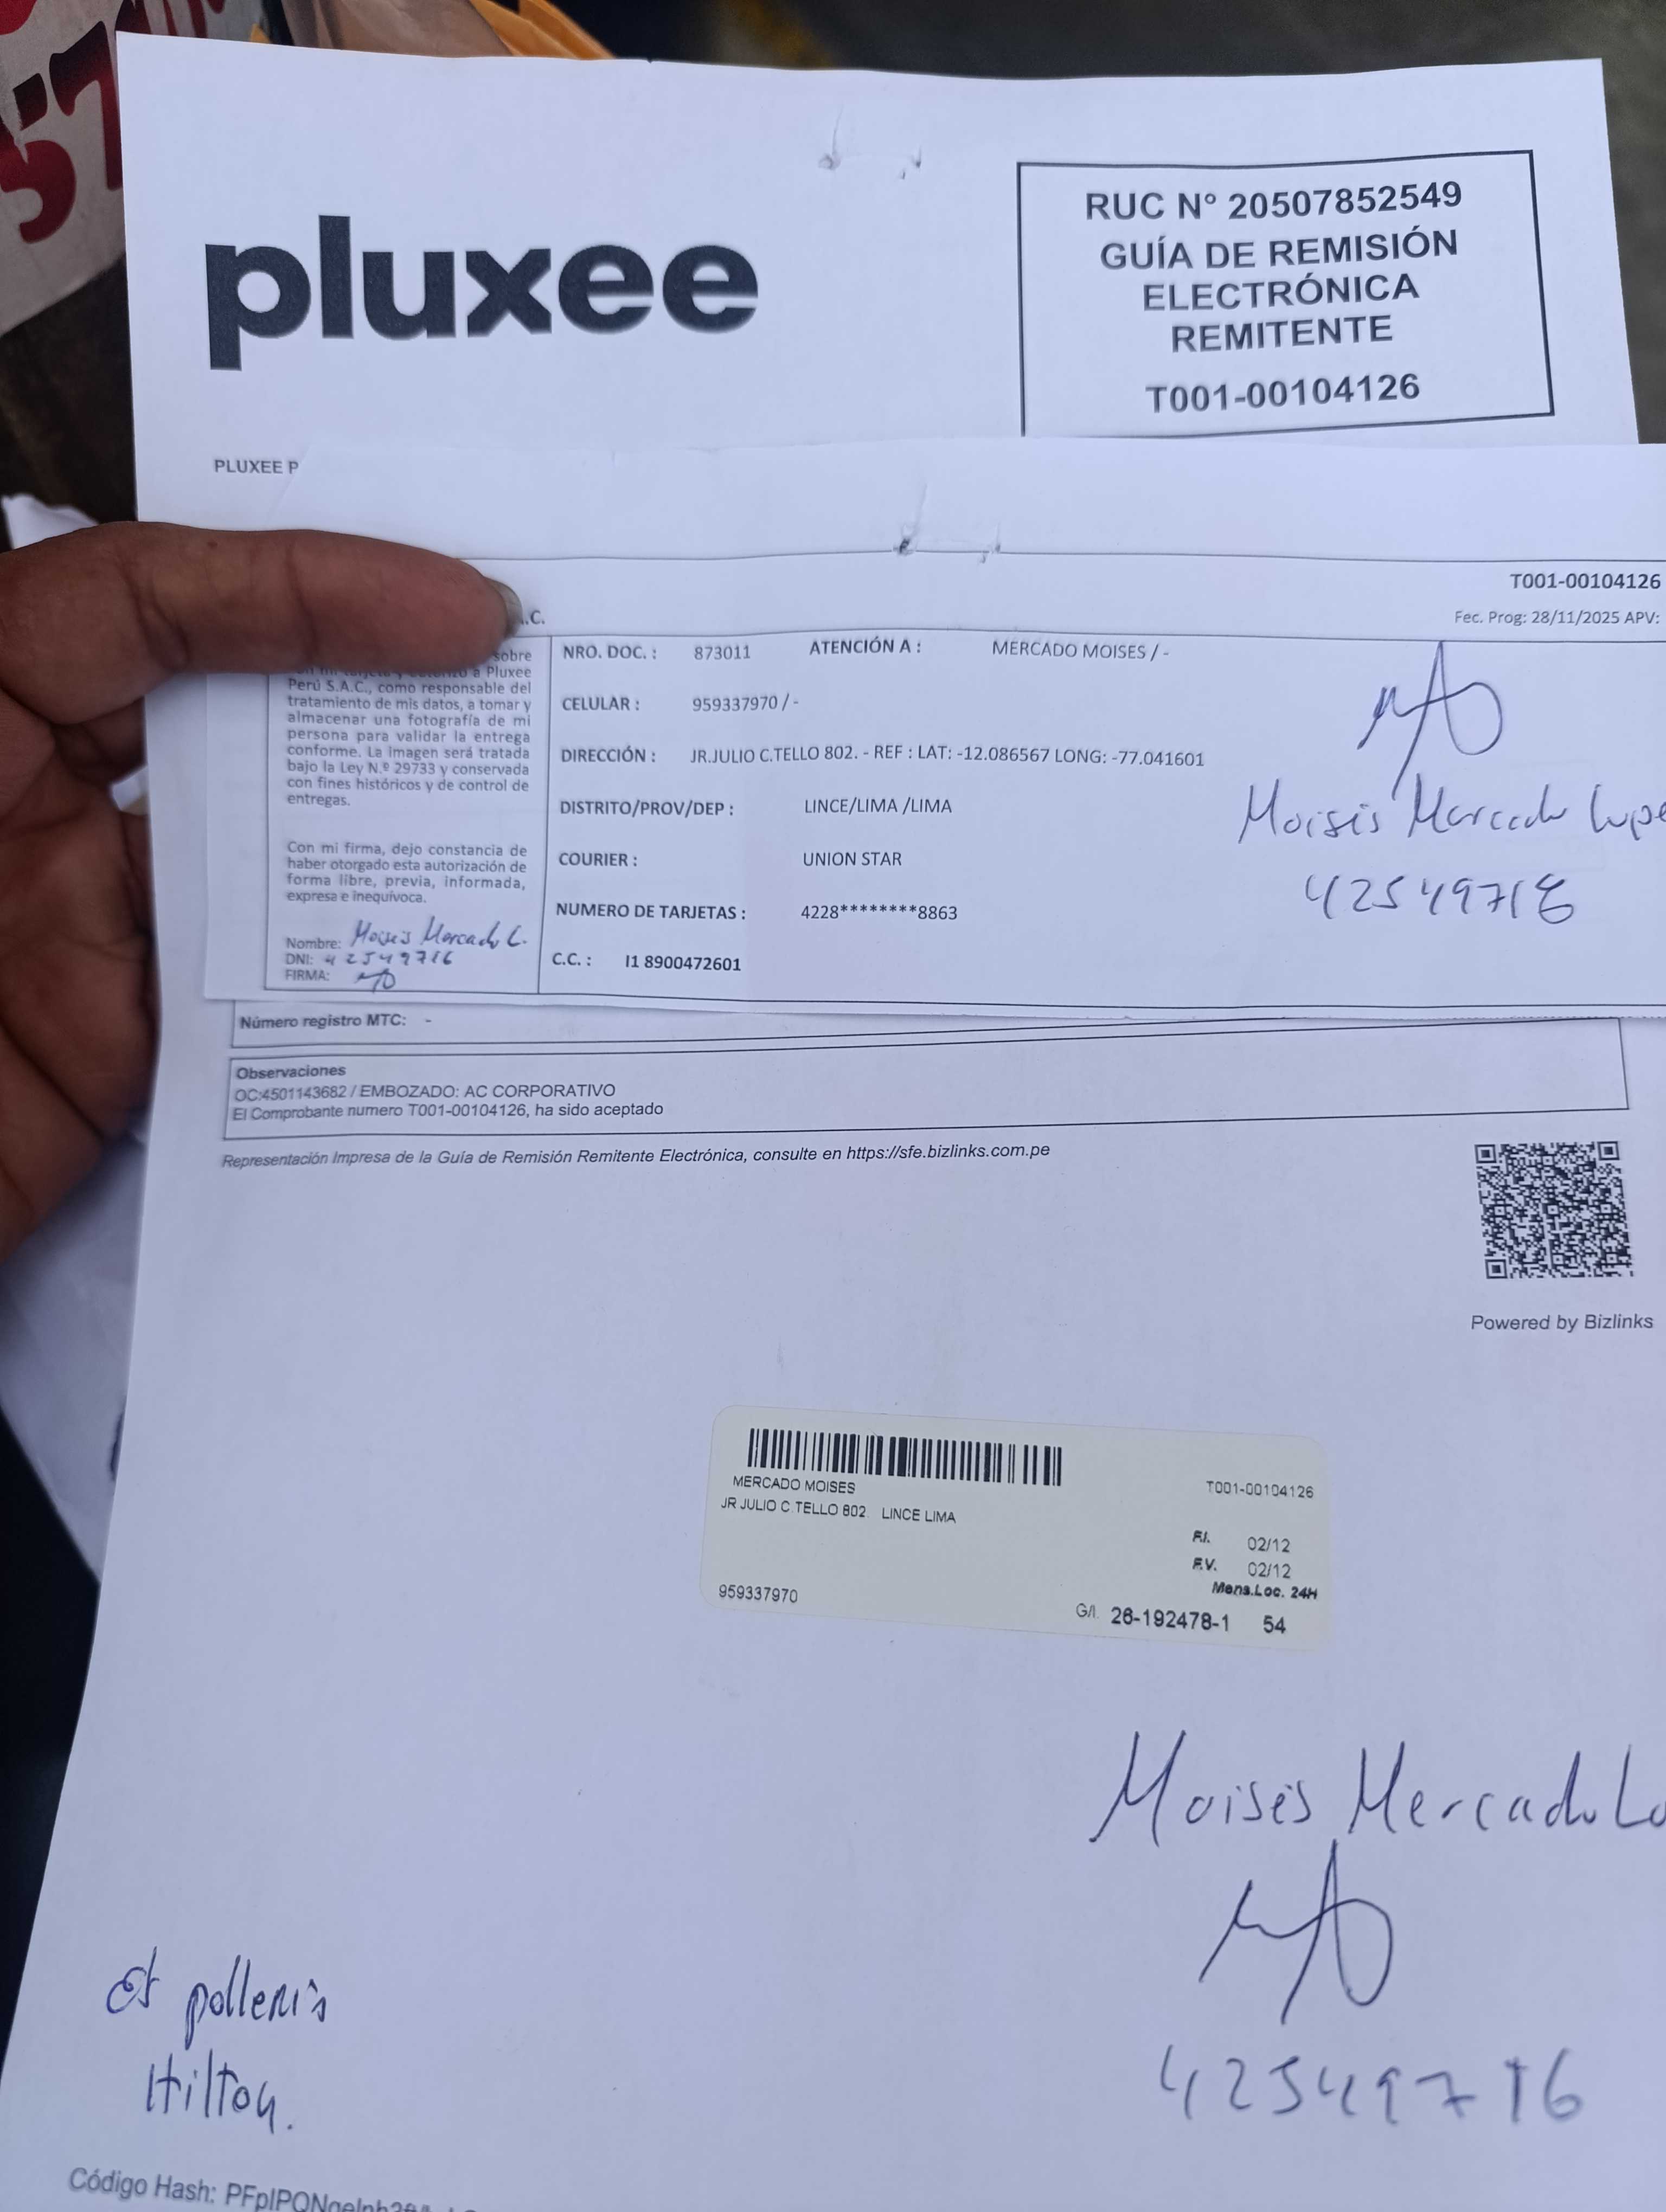 57
pluxee
RUC N° 20507852549
GUÍA DE REMISIÓN
ELECTRÓNICA
REMITENTE
T001-00104126
PLUXEE P
T001-00104126
.C.
Fec. Prog: 28/11/2025 APV:
sobre
a Pluxee
Perú S.A.C., como responsable del
tratamiento de mis datos, a tomar y
almacenar una fotografía de mi
persona para validar la entrega
conforme. La imagen será tratada
bajo la Ley N.º 29733 y conservada
con fines históricos y de control de
entregas.
Con mi firma, dejo constancia de
haber otorgado esta autorización de
forma libre, previa, informada,
expresa e inequívoca.
Nombre: Moises Mercado L.
DNI: 42549716
FIRMA:
NRO. DOC. : 873011 ATENCIÓN A : MERCADO MOISES / -
CELULAR : 959337970 / -
DIRECCIÓN : JR.JULIO C.TELLO 802. - REF : LAT: -12.086567 LONG: -77.041601
DISTRITO/PROV/DEP : LINCE/LIMA /LIMA
COURIER : UNION STAR
NUMERO DE TARJETAS : 4228********8863
C.C. : I1 8900472601
Moisés Mercado Lupe
42549716
Número registro MTC: -
Observaciones
OC:4501143682 / EMBOZADO: AC CORPORATIVO
El Comprobante numero T001-00104126, ha sido aceptado
Representación Impresa de la Guía de Remisión Remitente Electrónica, consulte en https://sfe.bizlinks.com.pe
Powered by Bizlinks
MERCADO MOISES T001-00104126
JR JULIO C.TELLO 802. LINCE LIMA
F.I. 02/12
F.V. 02/12
Mens.Loc. 24H
959337970 G/I. 26-192478-1 54
Moisés Mercado Lu
42549716
Hilton.
Código Hash: